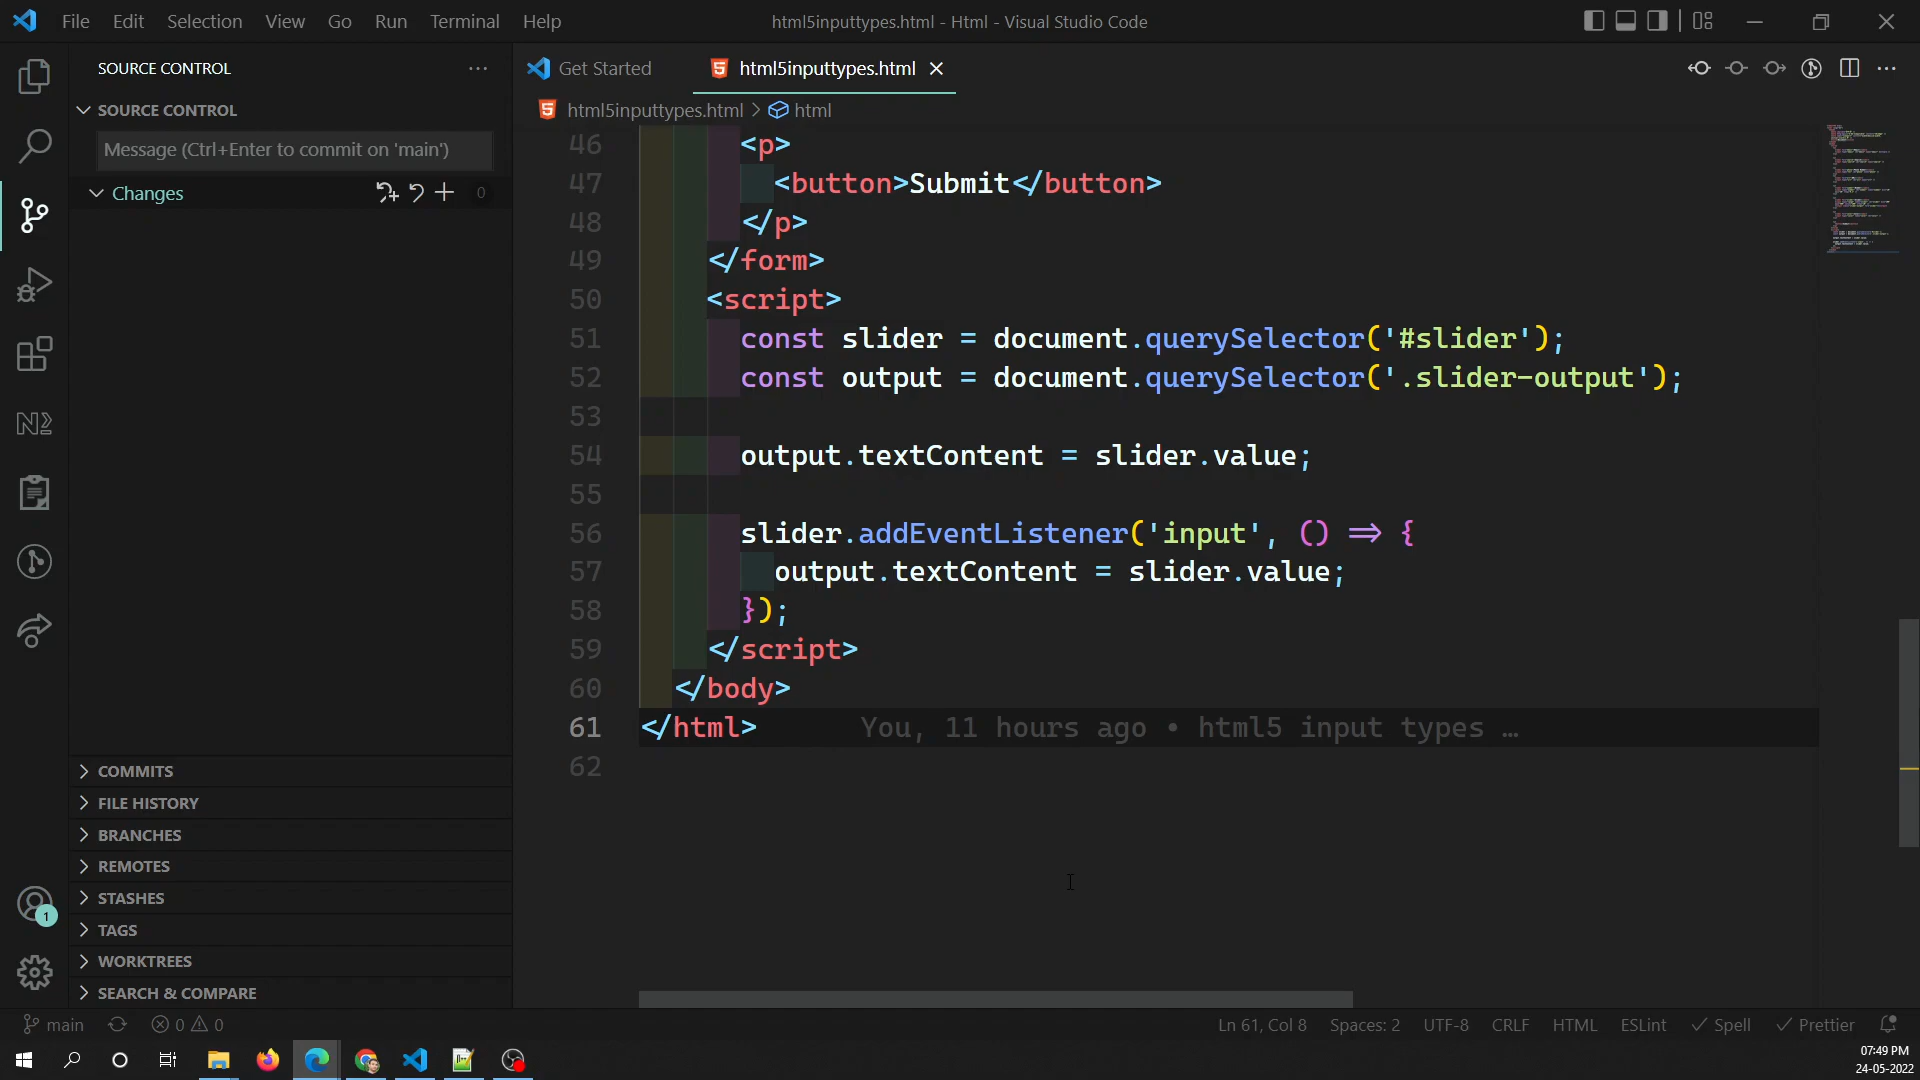 File Edit Selection View Go Run Terminal Help
html5inputtypes.html - Html - Visual Studio Code
SOURCE CONTROL
SOURCE CONTROL
Message (Ctrl+Enter to commit on 'main')
Changes 0
COMMITS
FILE HISTORY
BRANCHES
REMOTES
STASHES
TAGS
WORKTREES
SEARCH & COMPARE
1
Get Started html5inputtypes.html
html5inputtypes.html > html
46 <p>
47 <button>Submit</button>
48 </p>
49 </form>
50 <script>
51 const slider = document.querySelector('#slider');
52 const output = document.querySelector('.slider-output');
53
54 output.textContent = slider.value;
55
56 slider.addEventListener('input', () => {
57 output.textContent = slider.value;
58 });
59 </script>
60 </body>
61 </html> You, 11 hours ago • html5 input types …
62
main 0 0 Ln 61, Col 8 Spaces: 2 UTF-8 CRLF HTML ESLint Spell Prettier
07:49 PM
24-05-2022